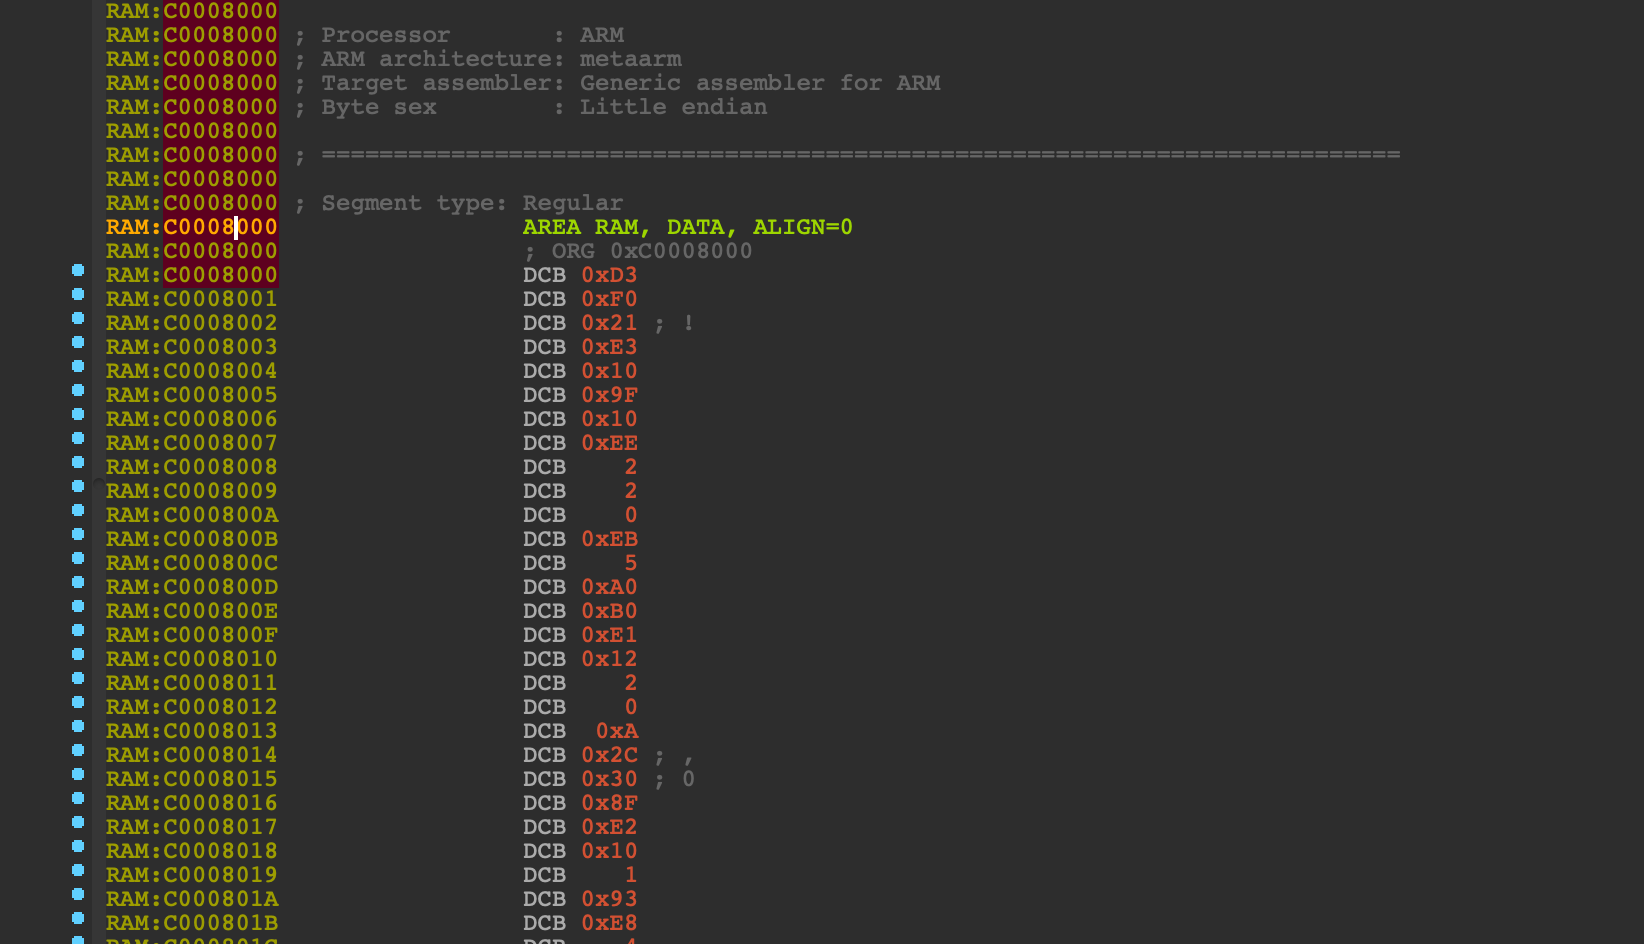 RAM:C0008000
RAM:C0008000 ; Processor       : ARM
RAM:C0008000 ; ARM architecture: metaarm
RAM:C0008000 ; Target assembler: Generic assembler for ARM
RAM:C0008000 ; Byte sex        : Little endian
RAM:C0008000
RAM:C0008000 ; ===========================================================================
RAM:C0008000
RAM:C0008000 ; Segment type: Regular
RAM:C0008000                 AREA RAM, DATA, ALIGN=0
RAM:C0008000                 ; ORG 0xC0008000
RAM:C0008000                 DCB 0xD3
RAM:C0008001                 DCB 0xF0
RAM:C0008002                 DCB 0x21 ; !
RAM:C0008003                 DCB 0xE3
RAM:C0008004                 DCB 0x10
RAM:C0008005                 DCB 0x9F
RAM:C0008006                 DCB 0x10
RAM:C0008007                 DCB 0xEE
RAM:C0008008                 DCB    2
RAM:C0008009                 DCB    2
RAM:C000800A                 DCB    0
RAM:C000800B                 DCB 0xEB
RAM:C000800C                 DCB    5
RAM:C000800D                 DCB 0xA0
RAM:C000800E                 DCB 0xB0
RAM:C000800F                 DCB 0xE1
RAM:C0008010                 DCB 0x12
RAM:C0008011                 DCB    2
RAM:C0008012                 DCB    0
RAM:C0008013                 DCB  0xA
RAM:C0008014                 DCB 0x2C ; ,
RAM:C0008015                 DCB 0x30 ; 0
RAM:C0008016                 DCB 0x8F
RAM:C0008017                 DCB 0xE2
RAM:C0008018                 DCB 0x10
RAM:C0008019                 DCB    1
RAM:C000801A                 DCB 0x93
RAM:C000801B                 DCB 0xE8
RAM:C000801C                 DCB    4